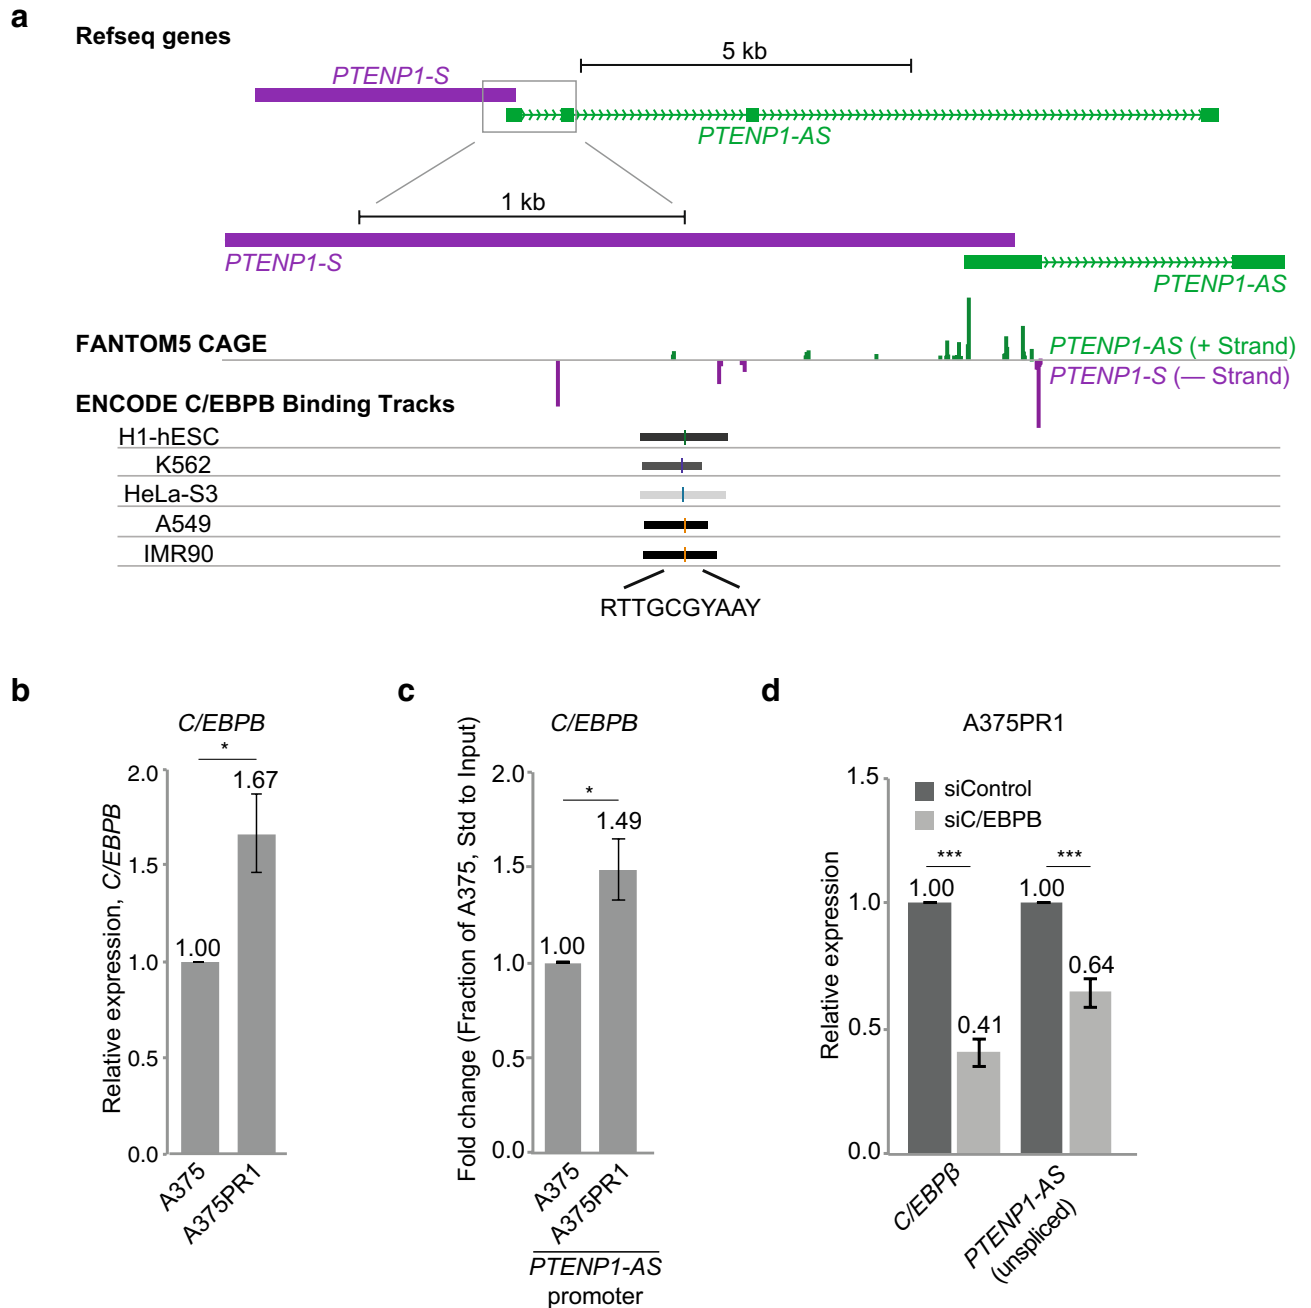 a
Refseq genes
5 kb
PTENP1-S
PTENP1-AS
1 kb
PTENP1-S
PTENP1-AS
FANTOM5 CAGE
PTENP1-AS (+ Strand)
PTENP1-S (— Strand)
ENCODE C/EBPB Binding Tracks
H1-hESC
K562
HeLa-S3
A549
IMR90
RTTGCGYAAY
b
C/EBPB
*
2.0
1.67
1.5
1.00
1.0
0.5
0.0
Relative expression, C/EBPB
A375
A375PR1
c
C/EBPB
*
2.0
1.49
1.5
1.00
1.0
0.5
0.0
Fold change (Fraction of A375, Std to Input)
A375
A375PR1
PTENP1-AS
promoter
d
A375PR1
1.5
siControl
siC/EBPB
***
***
1.00
1.00
1.0
0.64
0.5
0.41
0.0
Relative expression
C/EBPβ
PTENP1-AS
(unspliced)